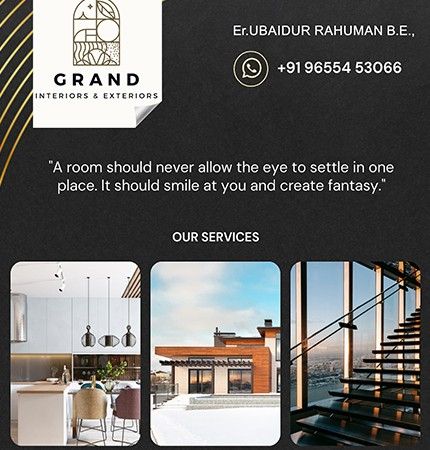 GRAND
INTERIORS & EXTERIORS
Er.UBAIDUR RAHUMAN B.E.,
+91 96554 53066
"A room should never allow the eye to settle in one
place. It should smile at you and create fantasy."
OUR SERVICES